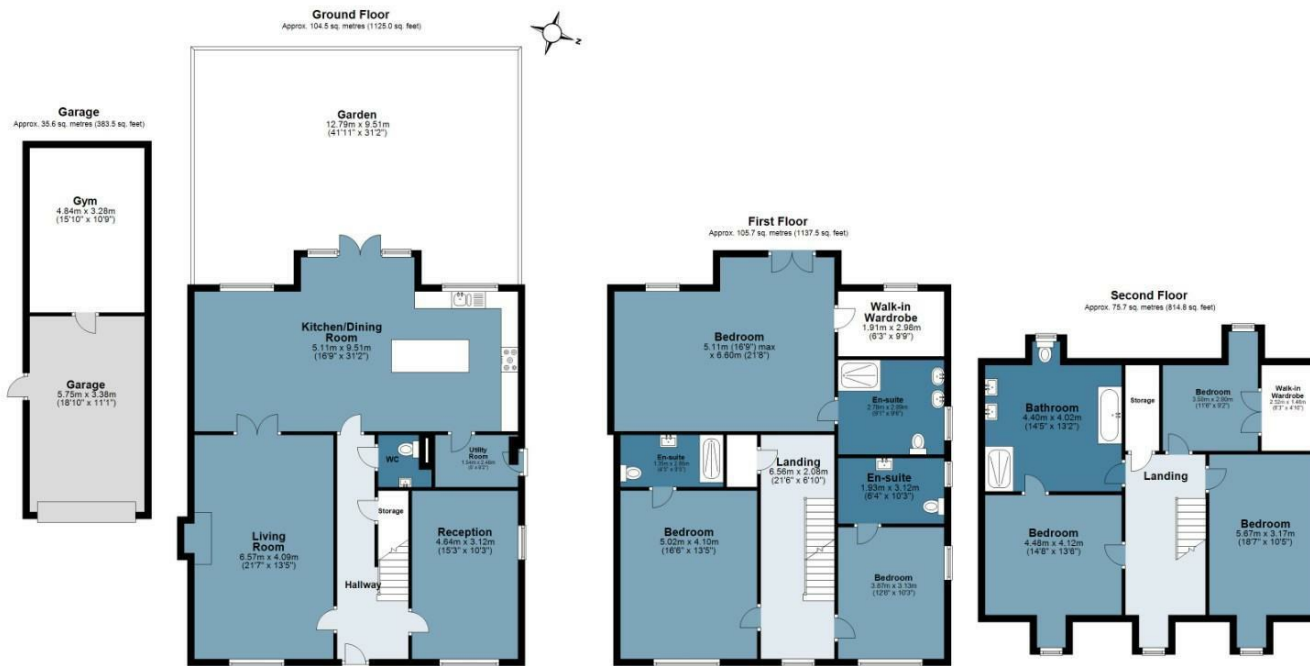 Ground Floor
Approx. 104.5 sq. metres (1125.0 sq. feet)
N
Garden
12.79m x 9.51m
(41'11" x 31'2")
Garage
Approx. 35.6 sq. metres (383.5 sq. feet)
Gym
4.84m x 3.28m
(15'10" x 10'9")
Garage
5.75m x 3.38m
(18'10" x 11'1")
Kitchen/Dining
Room
5.11m x 9.51m
(16'9" x 31'2")
WC
Utility
Room
Storage
Living
Room
6.57m x 4.09m
(21'7" x 13'5")
Hallway
Reception
4.64m x 3.12m
(15'3" x 10'3")
First Floor
Approx. 105.7 sq. metres (1137.5 sq. feet)
Bedroom
5.11m (16'9") max
x 6.60m (21'8")
Walk-in
Wardrobe
1.91m x 2.98m
(6'3" x 9'9")
En-suite
En-suite
Landing
6.56m x 2.08m
(21'6" x 6'10")
En-suite
1.93m x 3.12m
(6'4" x 10'3")
Bedroom
5.02m x 4.10m
(16'6" x 13'5")
Bedroom
3.87m x 3.13m
(12'8" x 10'3")
Second Floor
Approx. 75.7 sq. metres (814.8 sq. feet)
Bathroom
4.40m x 4.02m
(14'5" x 13'2")
Storage
Bedroom
Walk-in
Wardrobe
Landing
Bedroom
4.48m x 4.12m
(14'8" x 13'6")
Bedroom
5.67m x 3.17m
(18'7" x 10'5")